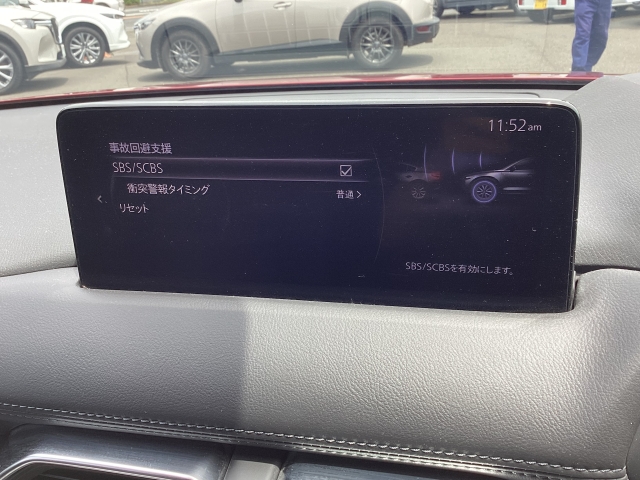 11:52am
事故回避支援
SBS/SCBS
衝突警報タイミング
普通 >
リセット
SBS/SCBSを有効にします。